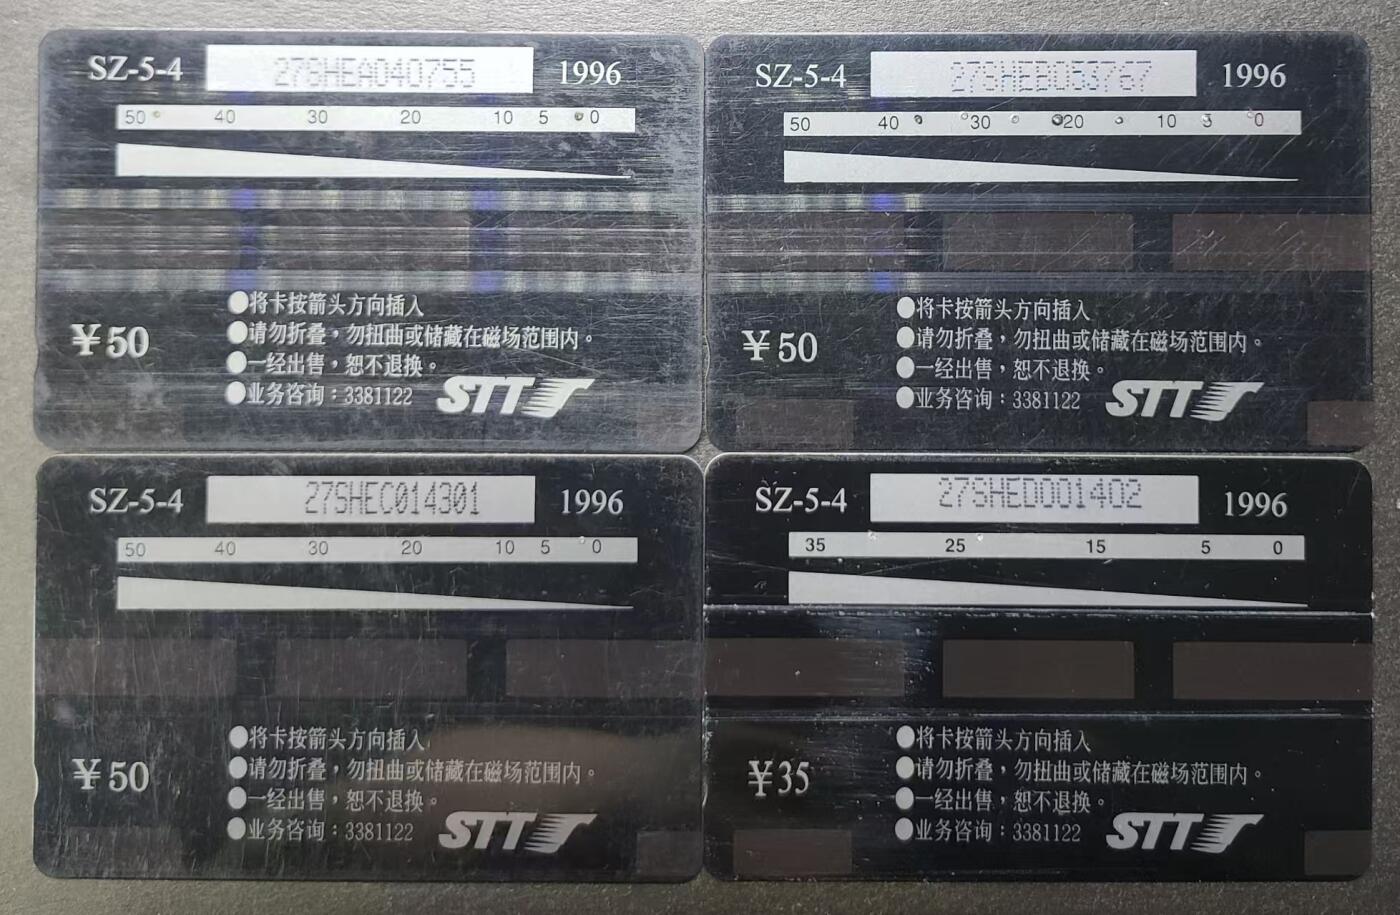 SZ-5-4 27SHEA040755 1996
50 40 30 20 10 5 0
¥50
●将卡按箭头方向插入
●请勿折叠，勿扭曲或储藏在磁场范围内。
●一经出售，恕不退换。
●业务咨询：3381122
STT
SZ-5-4 27SHEB053767 1996
50 40 30 20 10 5 0
¥50
●将卡按箭头方向插入
●请勿折叠，勿扭曲或储藏在磁场范围内。
●一经出售，恕不退换。
●业务咨询：3381122
STT
SZ-5-4 27SHEC014301 1996
50 40 30 20 10 5 0
¥50
●将卡按箭头方向插入
●请勿折叠，勿扭曲或储藏在磁场范围内。
●一经出售，恕不退换。
●业务咨询：3381122
STT
SZ-5-4 27SHED001402 1996
35 25 15 5 0
¥35
●将卡按箭头方向插入
●请勿折叠，勿扭曲或储藏在磁场范围内。
●一经出售，恕不退换。
●业务咨询：3381122
STT